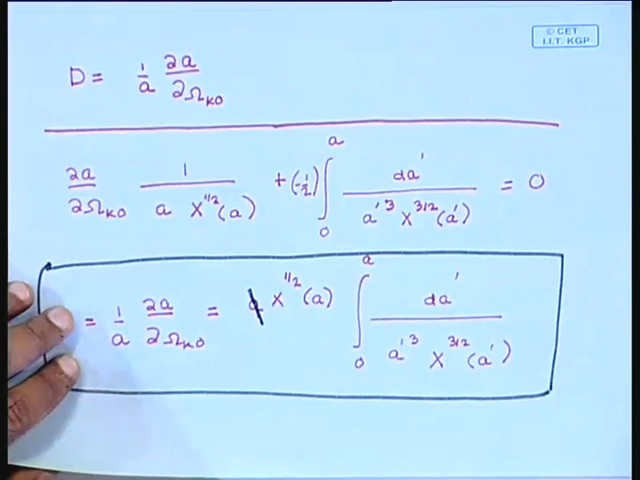 © CET
I.I.T. KGP
D = 1/a ∂a/∂Ω_K0
∂a/∂Ω_K0 1/(a X^1/2(a)) + (-1/2) ∫_0^a da'/(a'^3 X^3/2(a')) = 0
= 1/a ∂a/∂Ω_K0 = X^1/2(a) ∫_0^a da'/(a'^3 X^3/2(a'))